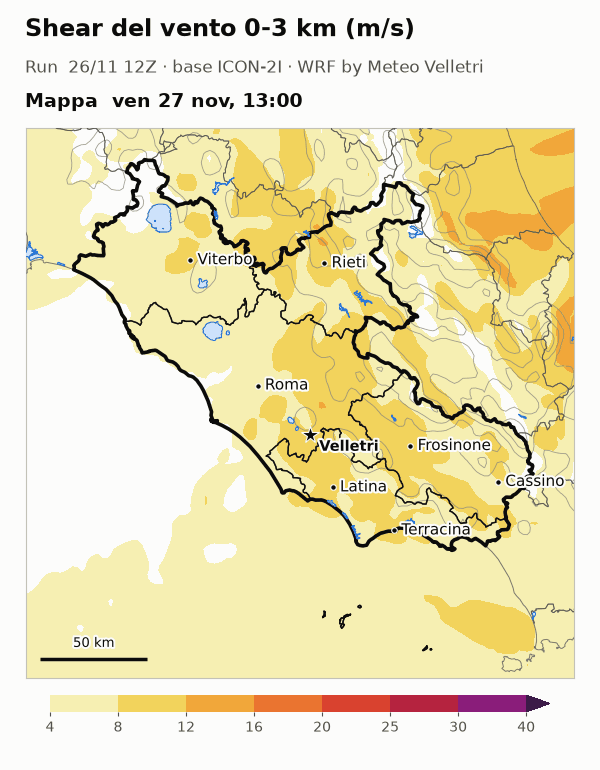 Shear del vento 0-3 km (m/s)
Run  26/11 12Z · base ICON-2I · WRF by Meteo Velletri
Mappa  ven 27 nov, 13:00
Viterbo
Rieti
Roma
Velletri
Frosinone
Cassino
Latina
Terracina
50 km
4 8 12 16 20 25 30 40